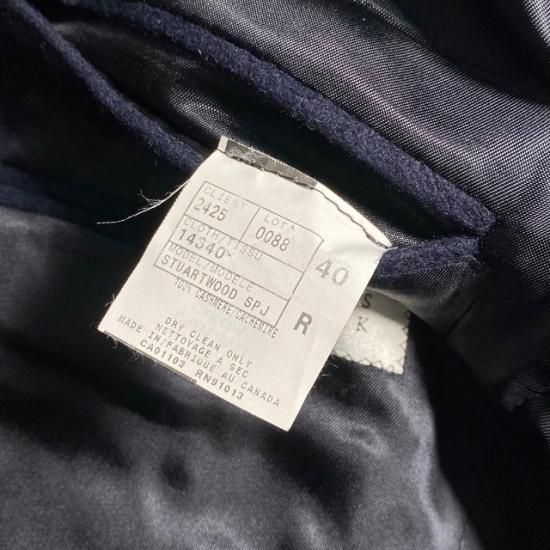 CLIENT LOT
2425 0088
CLOTH/TISSU
14340
MODEL/MODELE
STUARTWOOD SPJ
100% CASHMERE/CACHEMIRE
40
R
DRY CLEAN ONLY
NETTOYAGE A SEC
MADE IN/FABRIQUE AU CANADA
CA01103 RN91013
S
K